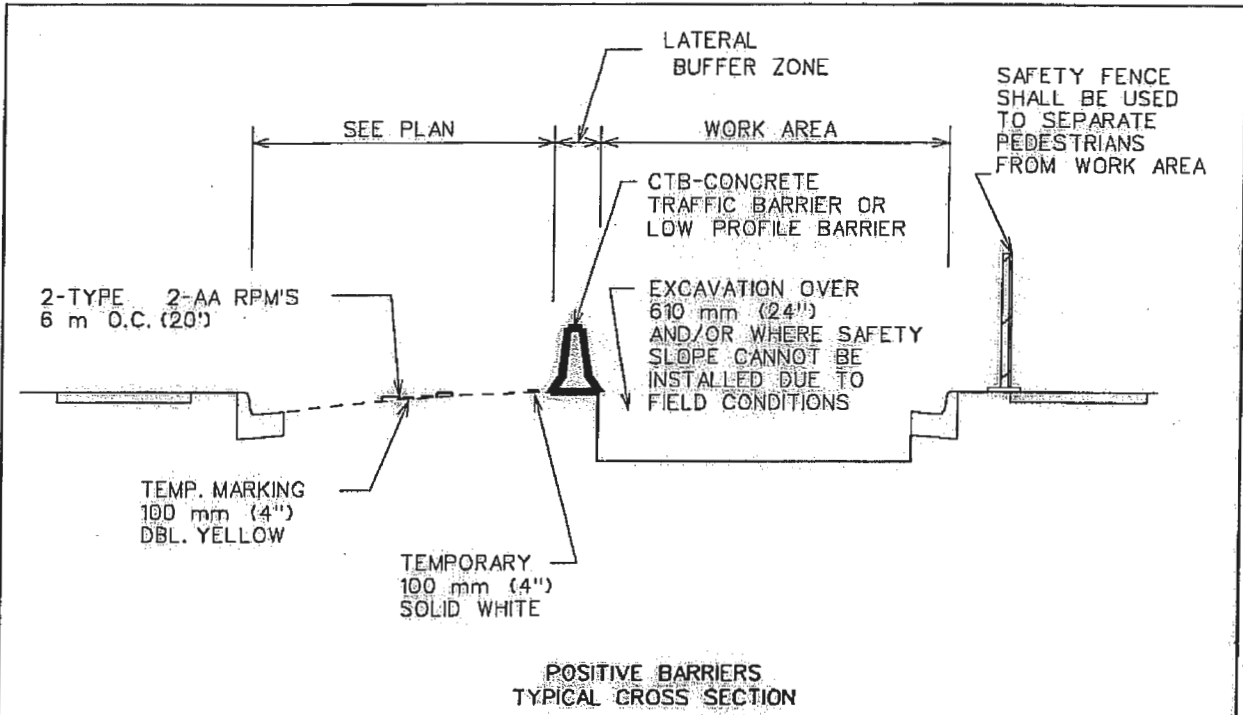 LATERAL
BUFFER ZONE
SEE PLAN
WORK AREA
SAFETY FENCE
SHALL BE USED
TO SEPARATE
PEDESTRIANS
FROM WORK AREA
CTB-CONCRETE
TRAFFIC BARRIER OR
LOW PROFILE BARRIER
2-TYPE 2-AA RPM'S
6 m O.C. (20')
EXCAVATION OVER
610 mm (24")
AND/OR WHERE SAFETY
SLOPE CANNOT BE
INSTALLED DUE TO
FIELD CONDITIONS
TEMP. MARKING
100 mm (4")
DBL. YELLOW
TEMPORARY
100 mm (4")
SOLID WHITE
POSITIVE BARRIERS
TYPICAL CROSS SECTION